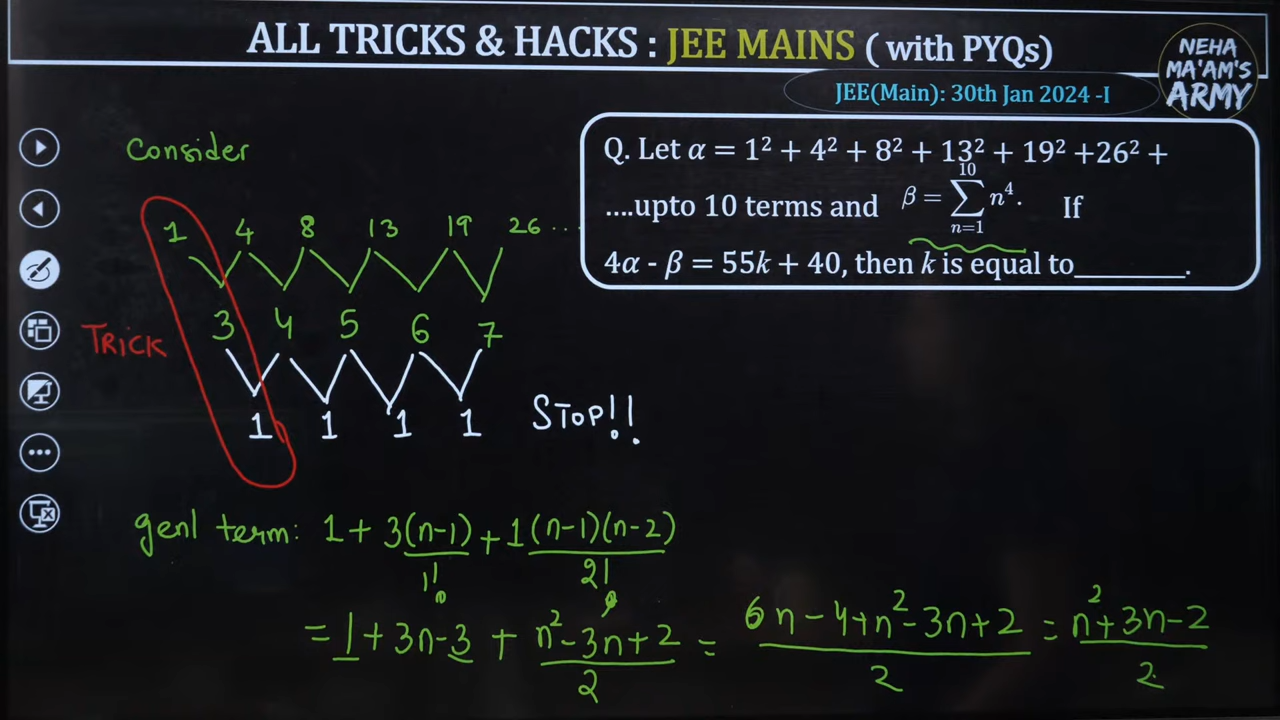 ALL TRICKS & HACKS : JEE MAINS ( with PYQs)
NEHA
MA'AM'S
ARMY
JEE(Main): 30th Jan 2024 -I
Q. Let α = 1² + 4² + 8² + 13² + 19² +26² +
....upto 10 terms and β = ∑_{n=1}^{10} n⁴. If
4α - β = 55k + 40, then k is equal to________.
Consider
1 4 8 13 19 26 ...
3 4 5 6 7
TRICK
1 1 1 1 STOP!!
genl term: 1 + 3(n-1)/1! + 1(n-1)(n-2)/2!
= 1 + 3n - 3 + (n² - 3n + 2)/2 = (6n - 4 + n² - 3n + 2)/2 = (n² + 3n - 2)/2